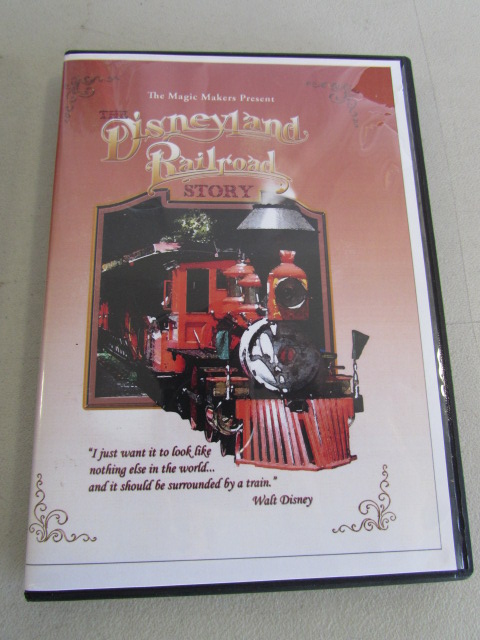 The Magic Makers Present
THE
Disneyland
Railroad
STORY
"I just want it to look like
nothing else in the world...
and it should be surrounded by a train."
Walt Disney